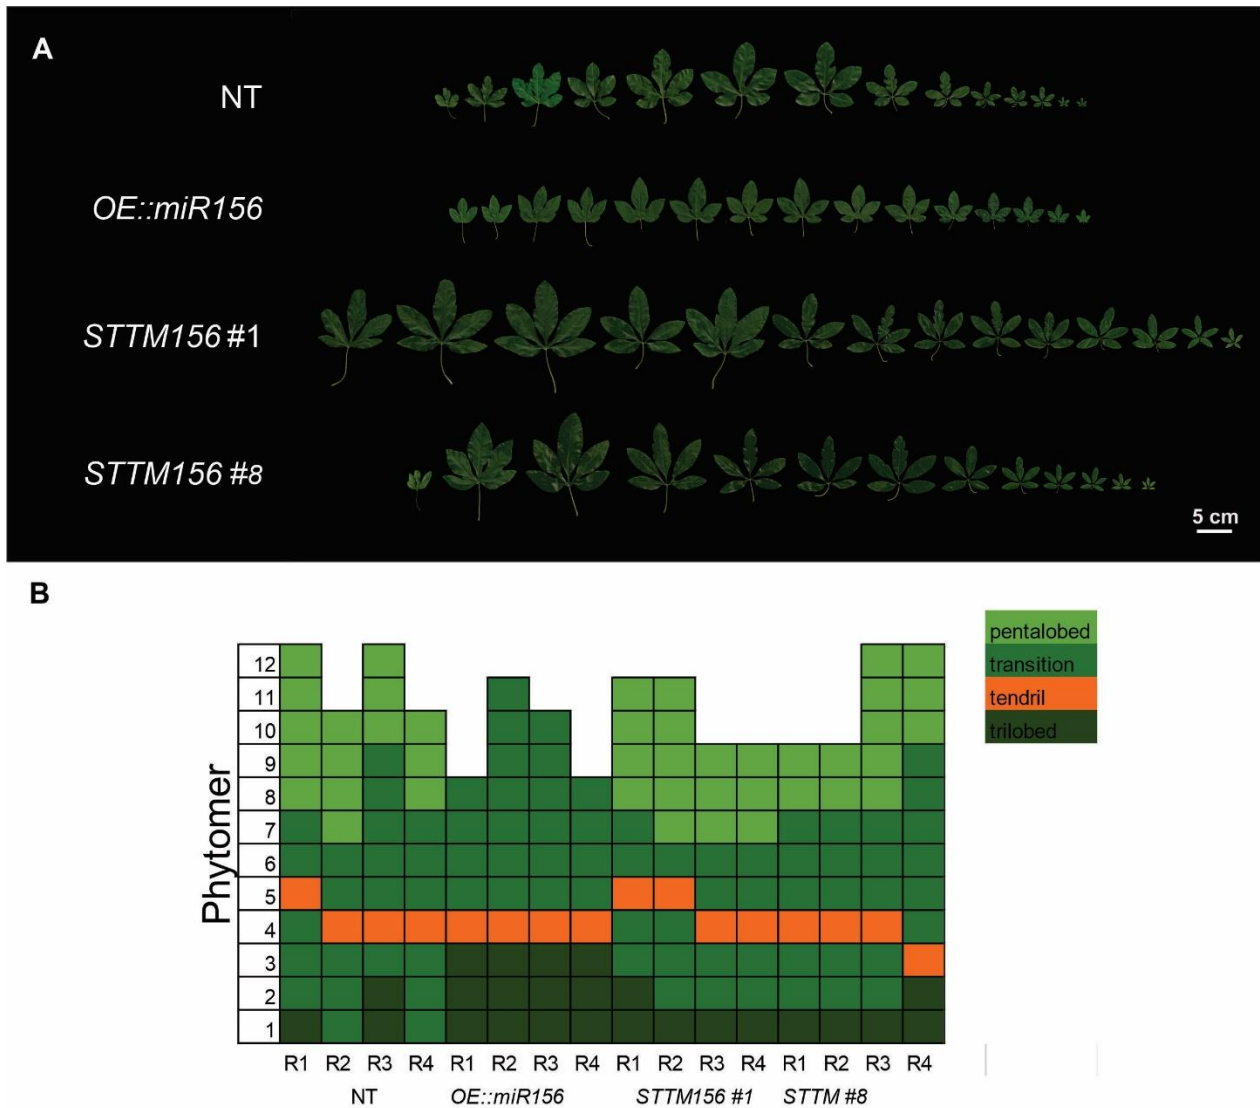 A
NT
OE::miR156
STTM156 #1
STTM156 #8
5 cm
B
pentalobed
transition
tendril
trilobed
12
11
10
9
8
7
6
5
4
3
2
1
Phytomer
R1 R2 R3 R4 R1 R2 R3 R4 R1 R2 R3 R4 R1 R2 R3 R4
NT OE::miR156 STTM156 #1 STTM #8